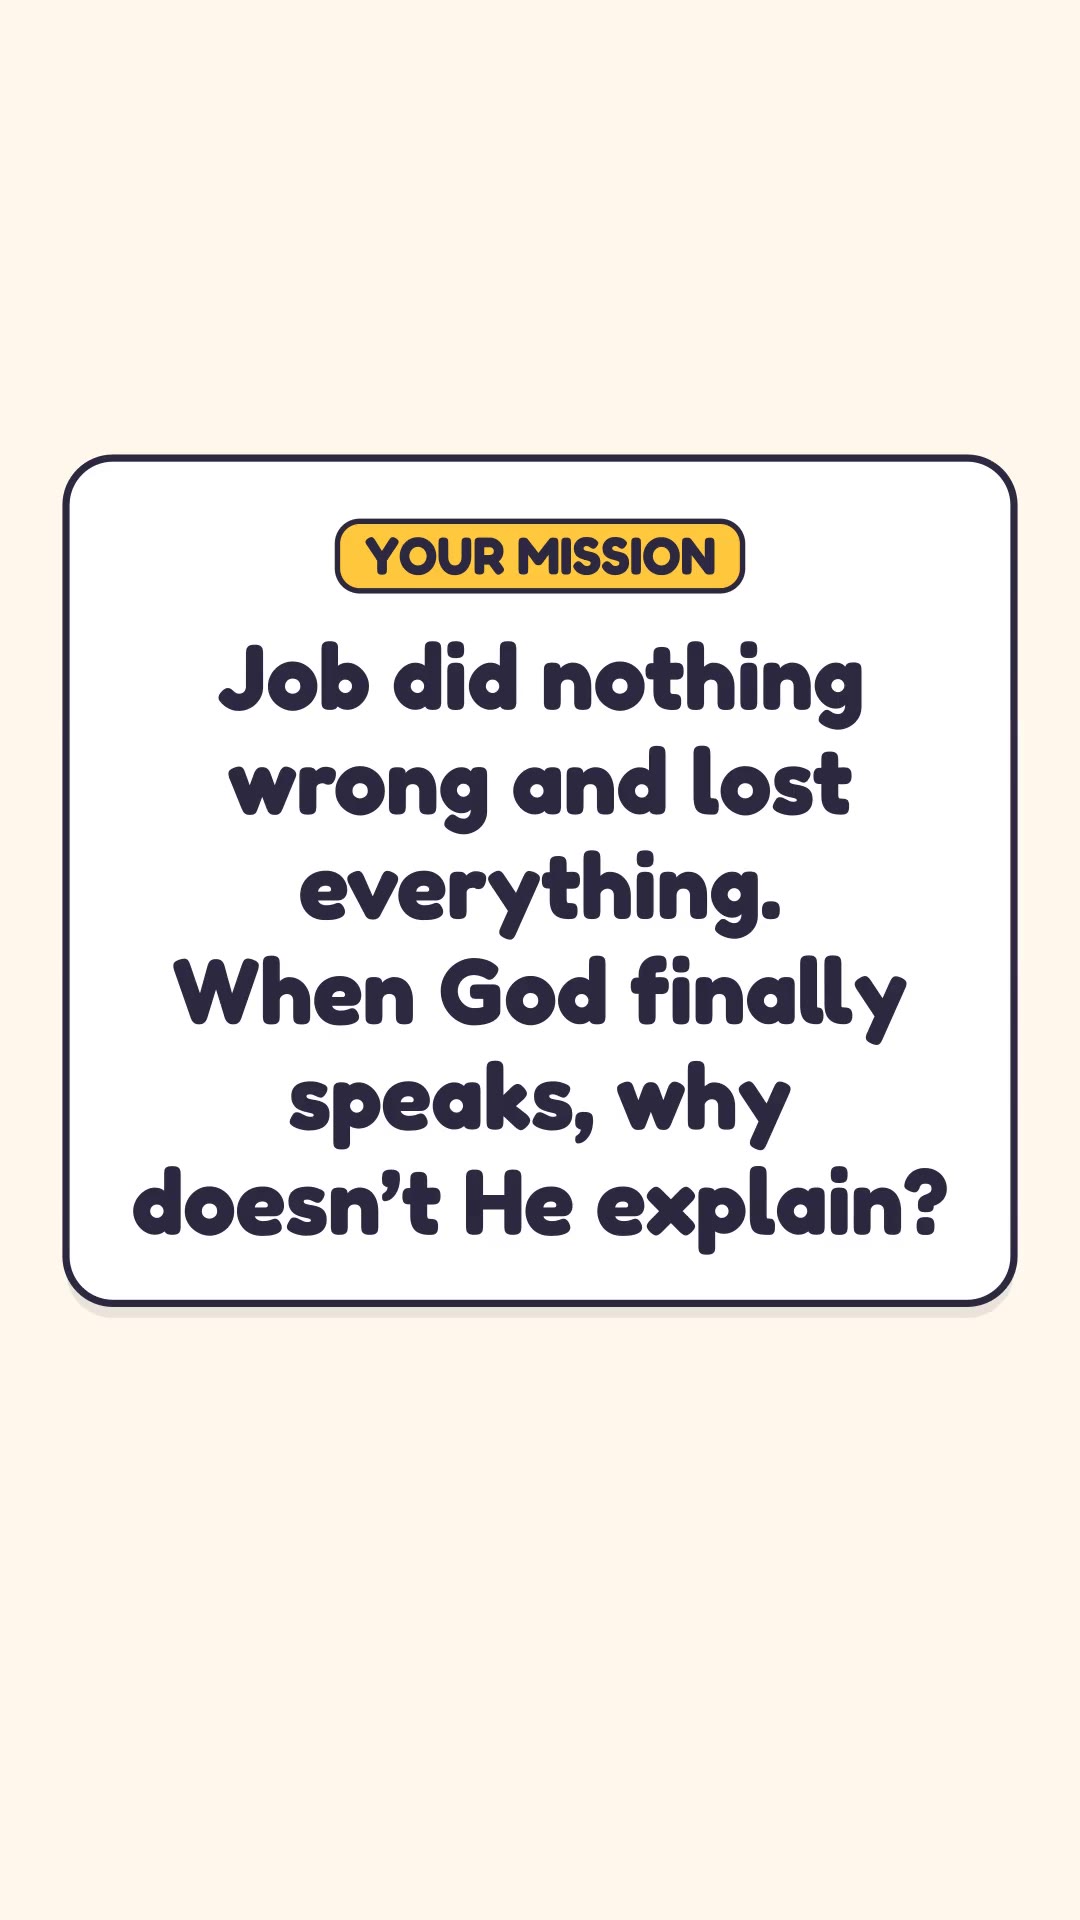 YOUR MISSION
Job did nothing
wrong and lost
everything.
When God finally
speaks, why
doesn’t He explain?